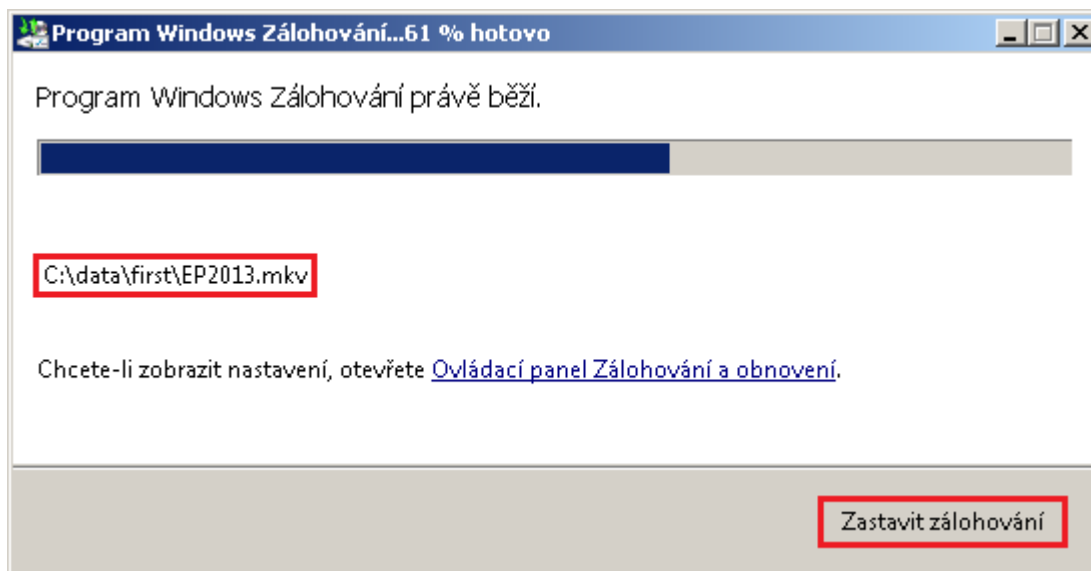 Program Windows Zálohování...61 % hotovo
Program Windows Zálohování právě běží.
C:\data\first\EP2013.mkv
Chcete-li zobrazit nastavení, otevřete Ovládací panel Zálohování a obnovení.
Zastavit zálohování